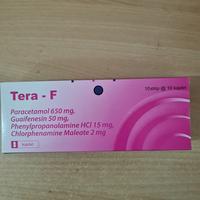 Tera - F
10 strip @ 10 kaplet
Paracetamol 650 mg,
Guaifenesin 50 mg,
Phenylpropanolamine HCl 15 mg,
Chlorphenamine Maleate 2 mg